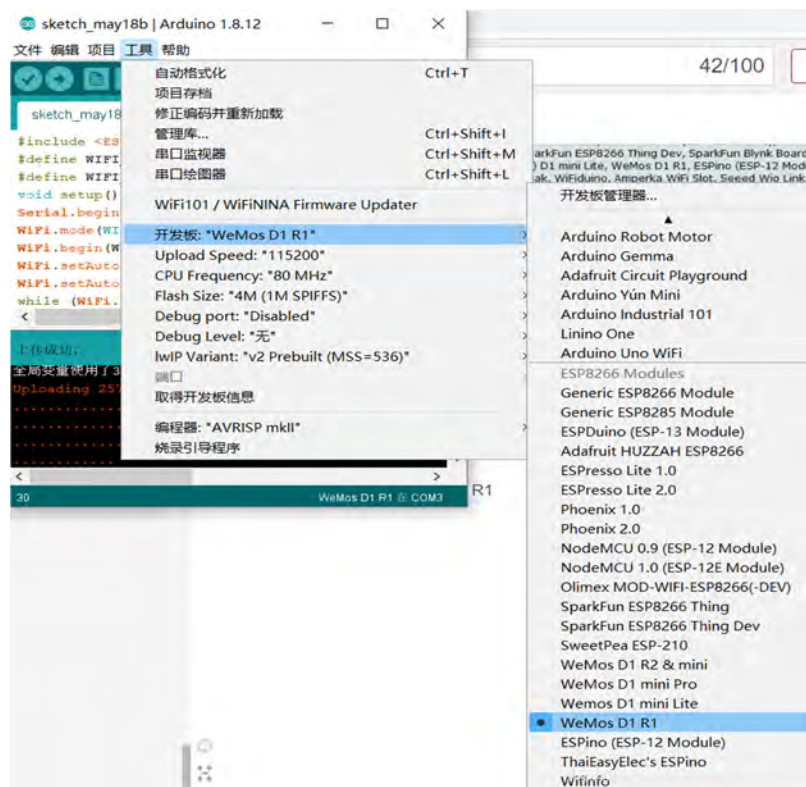 sketch_may18b | Arduino 1.8.12
文件 编辑 项目 工具 帮助
42/100
sketch_may18
#include <ES
#define WIFI_
#define WIFI
void setup()
Serial.begin
WiFi.mode(WI
WiFi.begin(W
WiFi.setAuto
WiFi.setAuto
while (WiFi.
上传成功。
全局变量使用了3
Uploading 257
30
WeMos D1 R1 在 COM3
自动格式化 Ctrl+T
项目存档
修正编码并重新加载
管理库... Ctrl+Shift+I
串口监视器 Ctrl+Shift+M
串口绘图器 Ctrl+Shift+L
WiFi101 / WiFiNINA Firmware Updater
开发板: "WeMos D1 R1"
Upload Speed: "115200"
CPU Frequency: "80 MHz"
Flash Size: "4M (1M SPIFFS)"
Debug port: "Disabled"
Debug Level: "无"
lwIP Variant: "v2 Prebuilt (MSS=536)"
端口
取得开发板信息
编程器: "AVRISP mkII"
烧录引导程序
R1
arkFun ESP8266 Thing Dev, SparkFun Blynk Board
) D1 mini Lite, WeMos D1 R1, ESPino (ESP-12 Mod
ak, WiFiduino, Amperka WiFi Slot, Seeed Wio Link
开发板管理器...
Arduino Robot Motor
Arduino Gemma
Adafruit Circuit Playground
Arduino Yún Mini
Arduino Industrial 101
Linino One
Arduino Uno WiFi
ESP8266 Modules
Generic ESP8266 Module
Generic ESP8285 Module
ESPDuino (ESP-13 Module)
Adafruit HUZZAH ESP8266
ESPresso Lite 1.0
ESPresso Lite 2.0
Phoenix 1.0
Phoenix 2.0
NodeMCU 0.9 (ESP-12 Module)
NodeMCU 1.0 (ESP-12E Module)
Olimex MOD-WIFI-ESP8266(-DEV)
SparkFun ESP8266 Thing
SparkFun ESP8266 Thing Dev
SweetPea ESP-210
WeMos D1 R2 & mini
WeMos D1 mini Pro
Wemos D1 mini Lite
WeMos D1 R1
ESPino (ESP-12 Module)
ThaiEasyElec's ESPino
Wifinfo